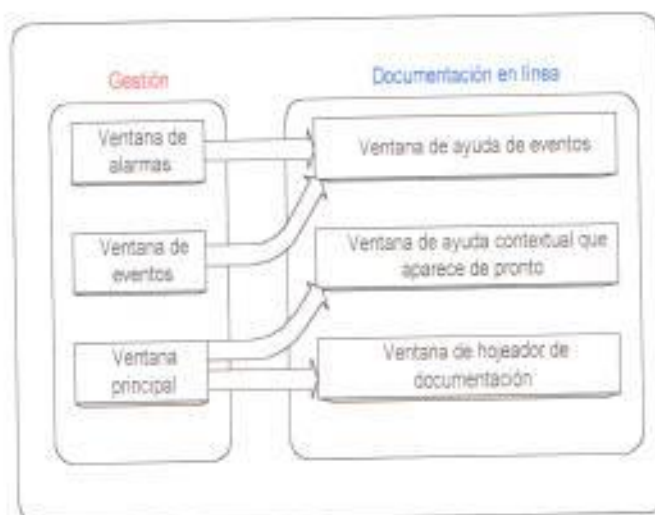 Gestión
Documentación en línea
Ventana de
alarmas
Ventana de ayuda de eventos
Ventana de
eventos
Ventana de ayuda contextual que
aparece de pronto
Ventana
principal
Ventana de hojeador de
documentación